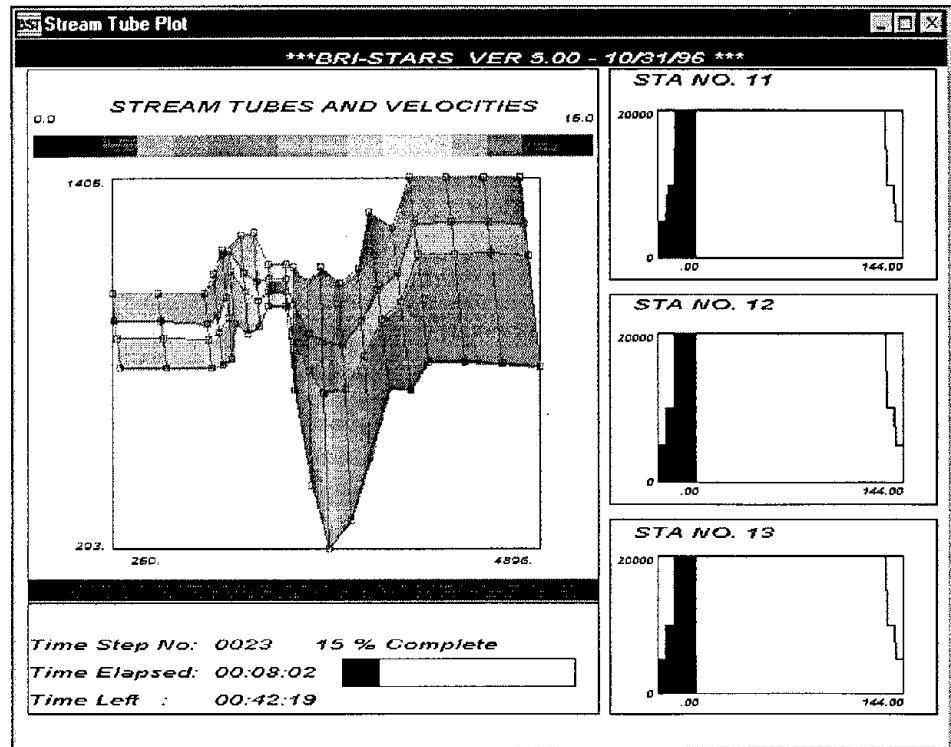 BST Stream Tube Plot
***BRI-STARS VER 5.00 - 10/31/96 ***
STREAM TUBES AND VELOCITIES
0.0 15.0
1406.
293.
260. 4896.
Time Step No: 0023 15 % Complete
Time Elapsed: 00:08:02
Time Left : 00:42:19
STA NO. 11
20000
0
.00 144.00
STA NO. 12
20000
0
.00 144.00
STA NO. 13
20000
0
.00 144.00